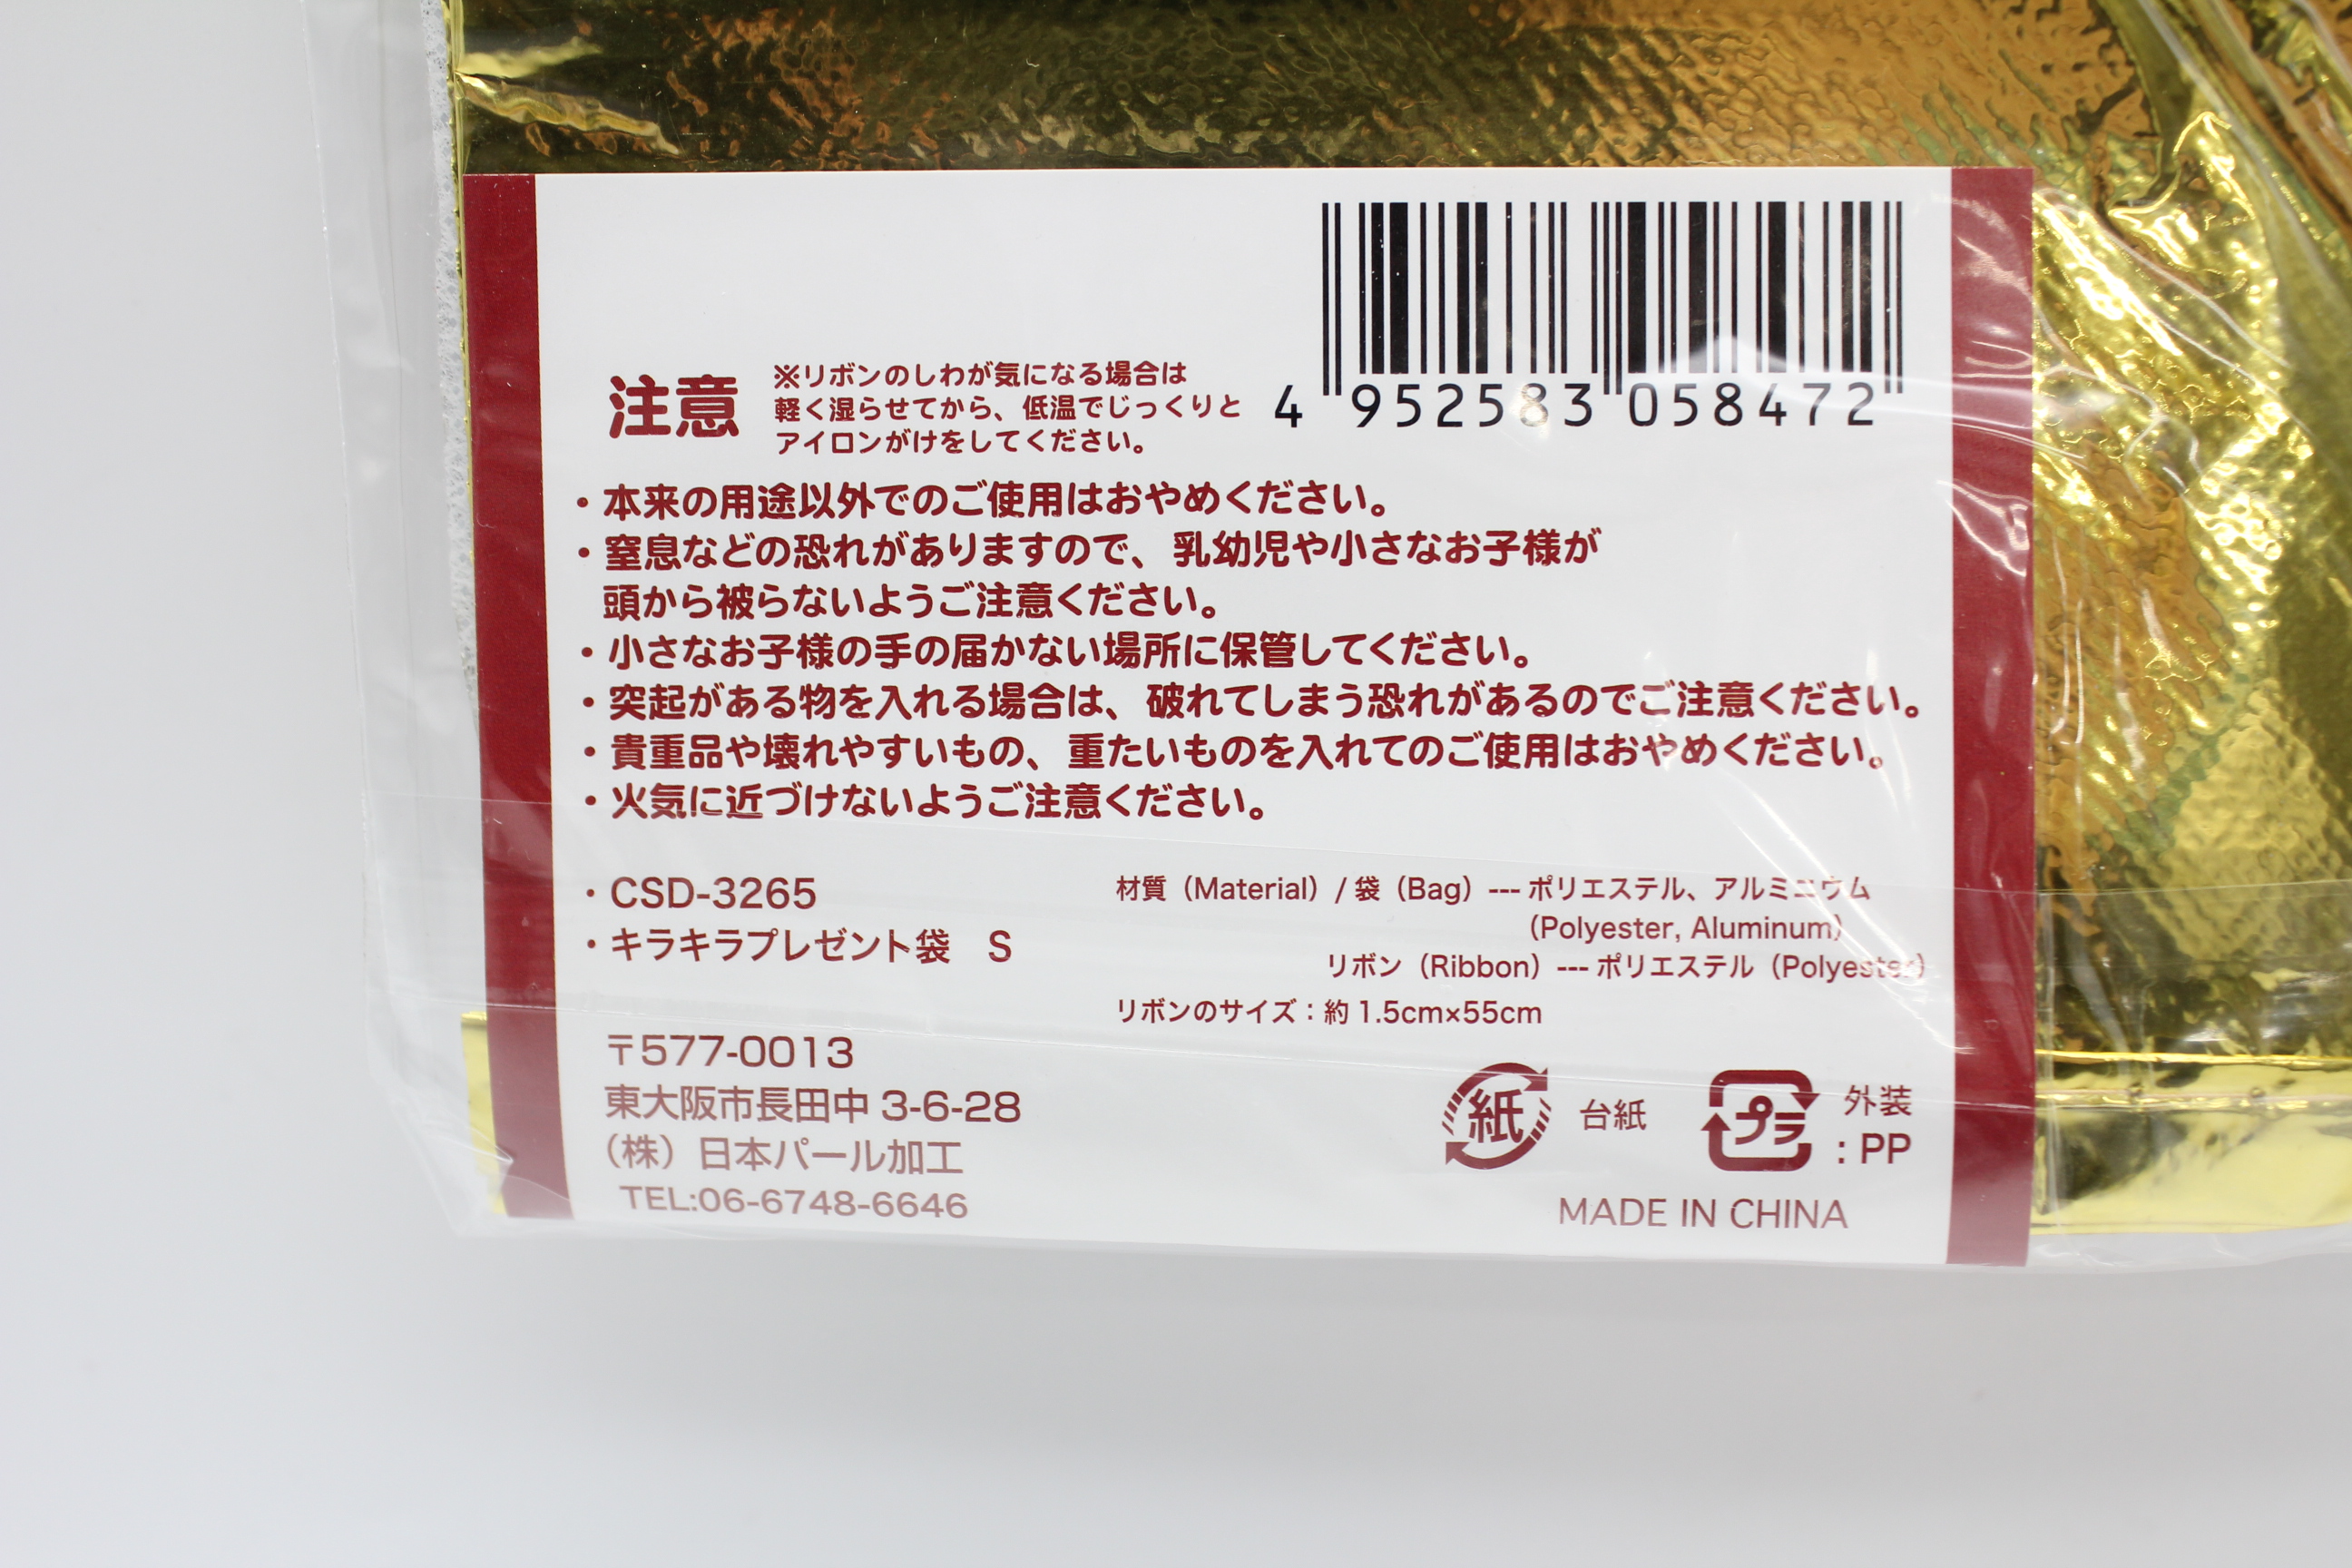 4 952583 058472
注意
※リボンのしわが気になる場合は
軽く湿らせてから、低温でじっくりと
アイロンがけをしてください。
・本来の用途以外でのご使用はおやめください。
・窒息などの恐れがありますので、乳幼児や小さなお子様が
頭から被らないようご注意ください。
・小さなお子様の手の届かない場所に保管してください。
・突起がある物を入れる場合は、破れてしまう恐れがあるのでご注意ください。
・貴重品や壊れやすいもの、重たいものを入れてのご使用はおやめください。
・火気に近づけないようご注意ください。
・CSD-3265
・キラキラプレゼント袋　S
材質（Material）/ 袋（Bag）--- ポリエステル、アルミニウム
（Polyester, Aluminum）
リボン（Ribbon）--- ポリエステル（Polyester）
リボンのサイズ：約 1.5cm×55cm
〒577-0013
東大阪市長田中 3-6-28
（株）日本パール加工
TEL:06-6748-6646
紙 台紙
プラ 外装
: PP
MADE IN CHINA